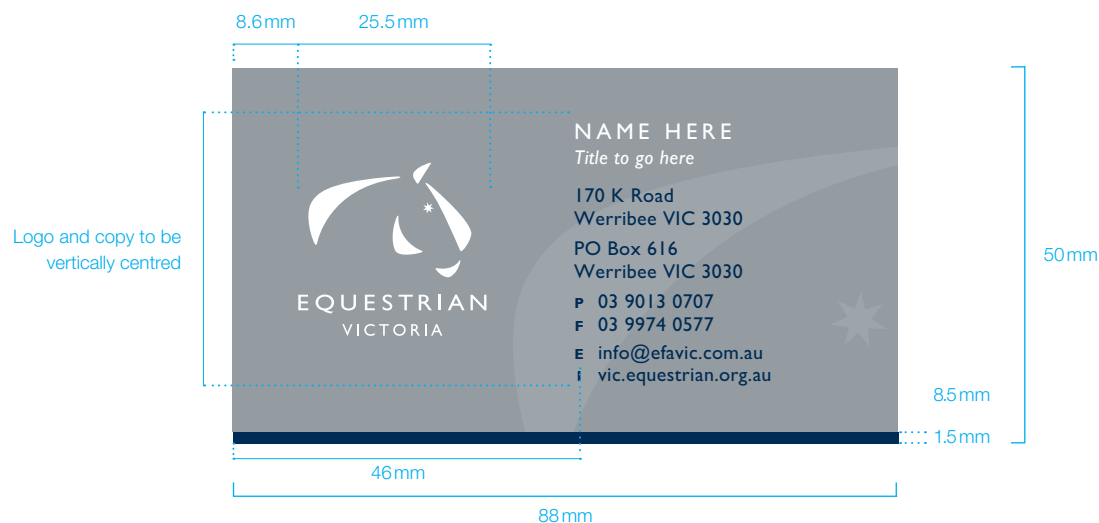 8.6mm 25.5mm
NAME HERE
Title to go here
170 K Road
Werribee VIC 3030
PO Box 616
Werribee VIC 3030
P 03 9013 0707
F 03 9974 0577
E info@efavic.com.au
I vic.equestrian.org.au
EQUESTRIAN
VICTORIA
Logo and copy to be
vertically centred
50mm
8.5mm
1.5mm
46mm
88mm